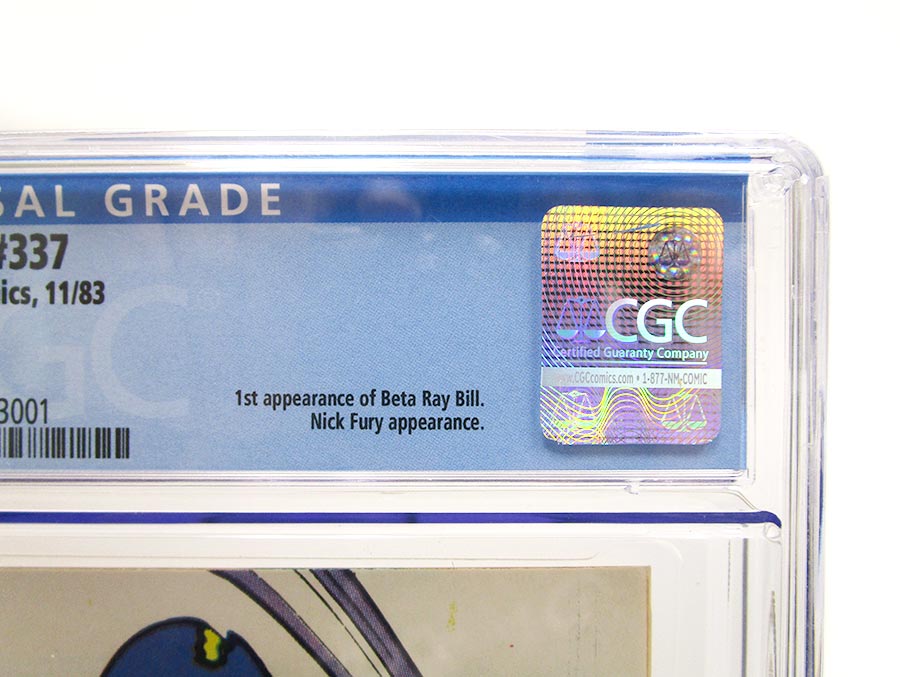 SAL GRADE
#337
ics, 11/83
CGC
3001
1st appearance of Beta Ray Bill.
Nick Fury appearance.
CGC
Certified Guaranty Company
www.CGCcomics.com • 1-877-NM-COMIC